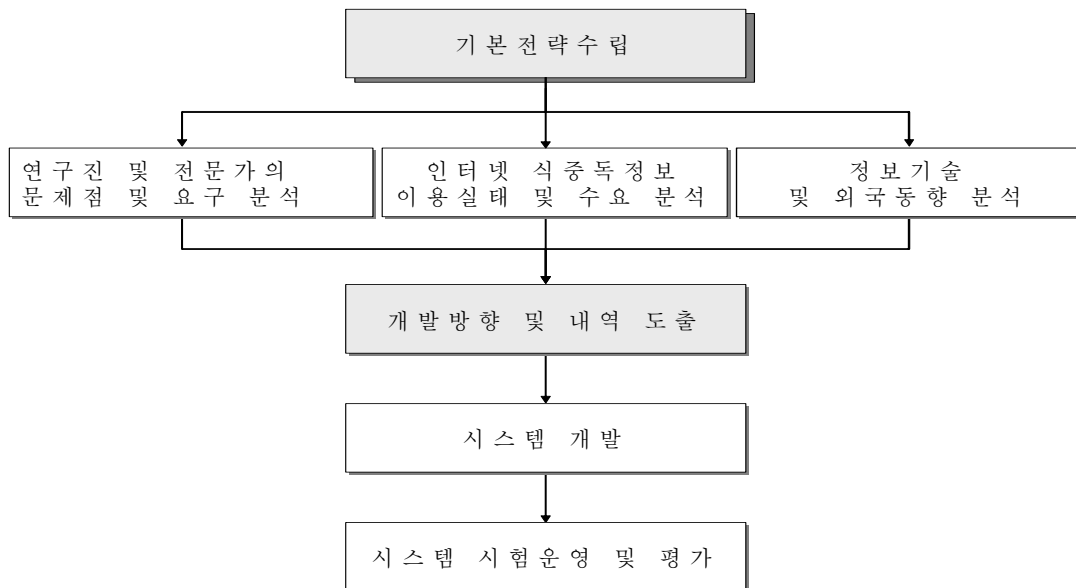 기본전략수립
연구진 및 전문가의
문제점 및 요구 분석
인터넷 식중독정보
이용실태 및 수요 분석
정보기술
및 외국동향 분석
개발방향 및 내역 도출
시스템 개발
시스템 시험운영 및 평가